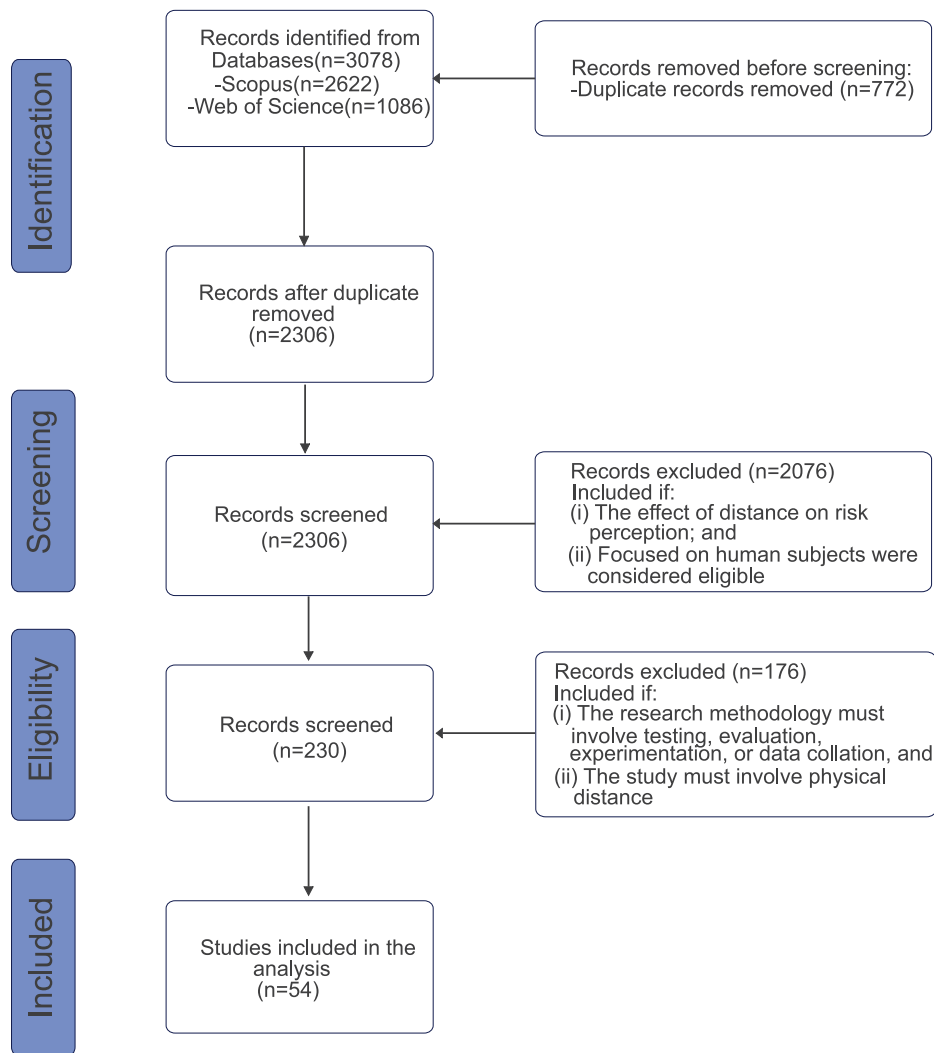 Identification
Records identified from
Databases(n=3078)
-Scopus(n=2622)
-Web of Science(n=1086)
Records removed before screening:
-Duplicate records removed (n=772)
Records after duplicate
removed
(n=2306)
Screening
Records screened
(n=2306)
Records excluded (n=2076)
Included if:
(i) The effect of distance on risk
perception; and
(ii) Focused on human subjects were
considered eligible
Eligibility
Records screened
(n=230)
Records excluded (n=176)
Included if:
(i) The research methodology must
involve testing, evaluation,
experimentation, or data collation, and
(ii) The study must involve physical
distance
Included
Studies included in the
analysis
(n=54)